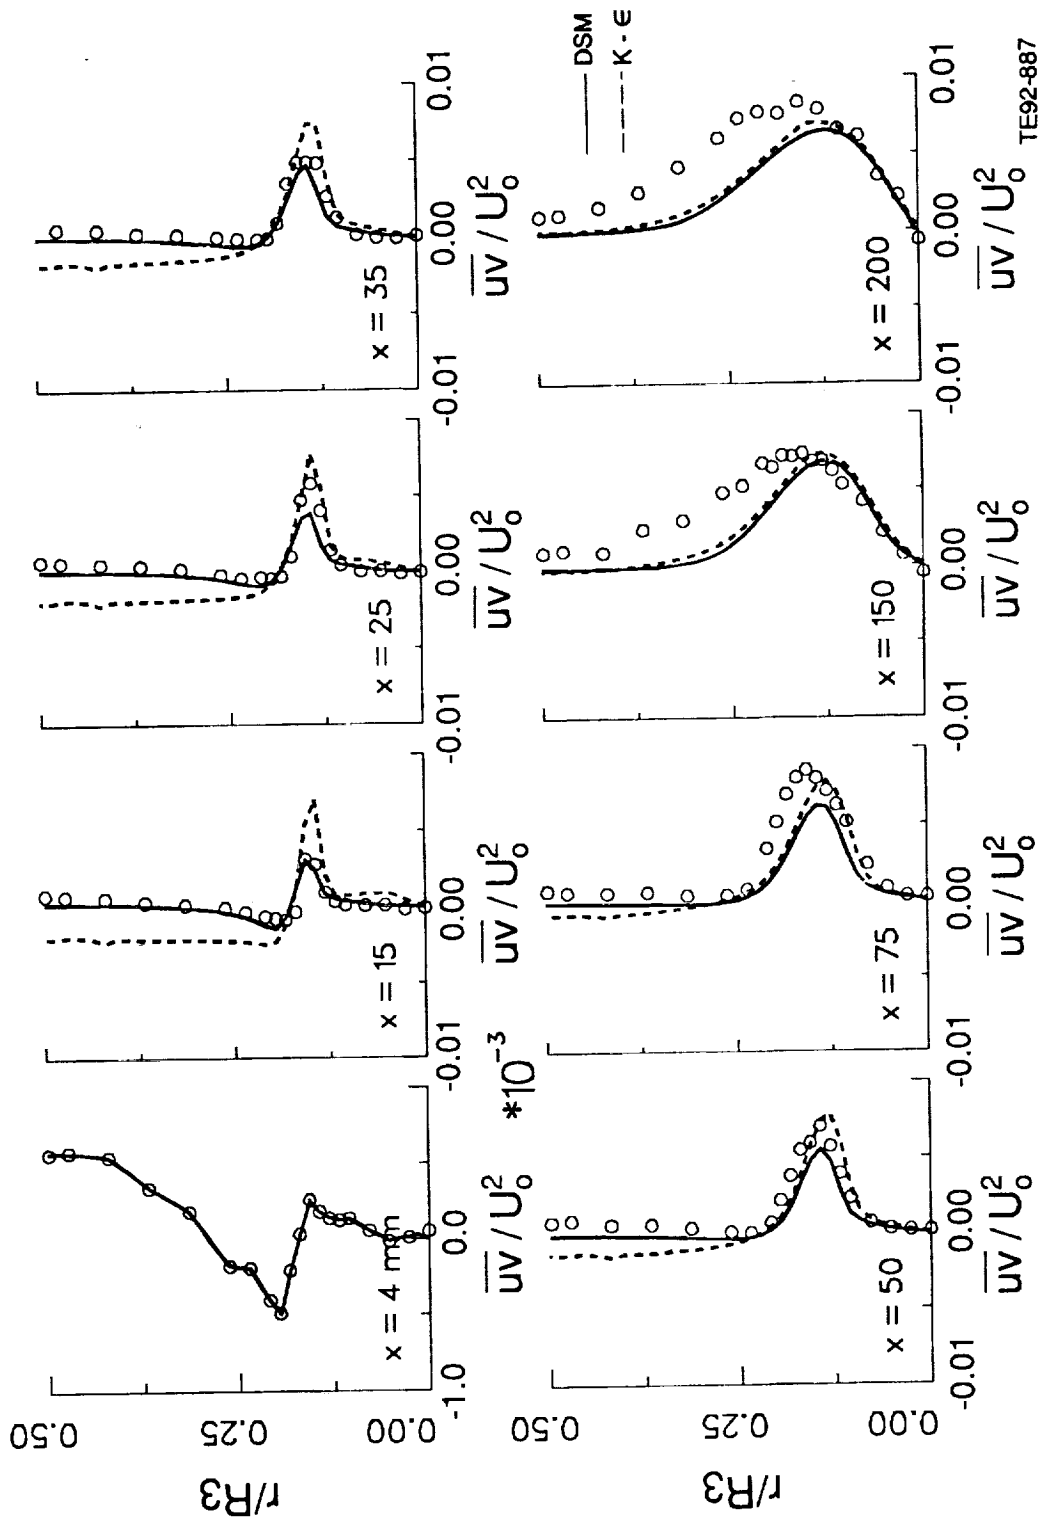 r/R3
0.50
0.25
0.00
x = 4 mm
x = 15
x = 25
x = 35
-1.0
0.0
*10⁻³
-0.01
0.00
-0.01
0.00
-0.01
0.00
0.01
uv / U₀²
uv / U₀²
uv / U₀²
uv / U₀²
DSM
K - ε
r/R3
0.50
0.25
0.00
x = 50
x = 75
x = 150
x = 200
-0.01
0.00
-0.01
0.00
-0.01
0.00
-0.01
0.00
0.01
uv / U₀²
uv / U₀²
uv / U₀²
uv / U₀²
TE92-887